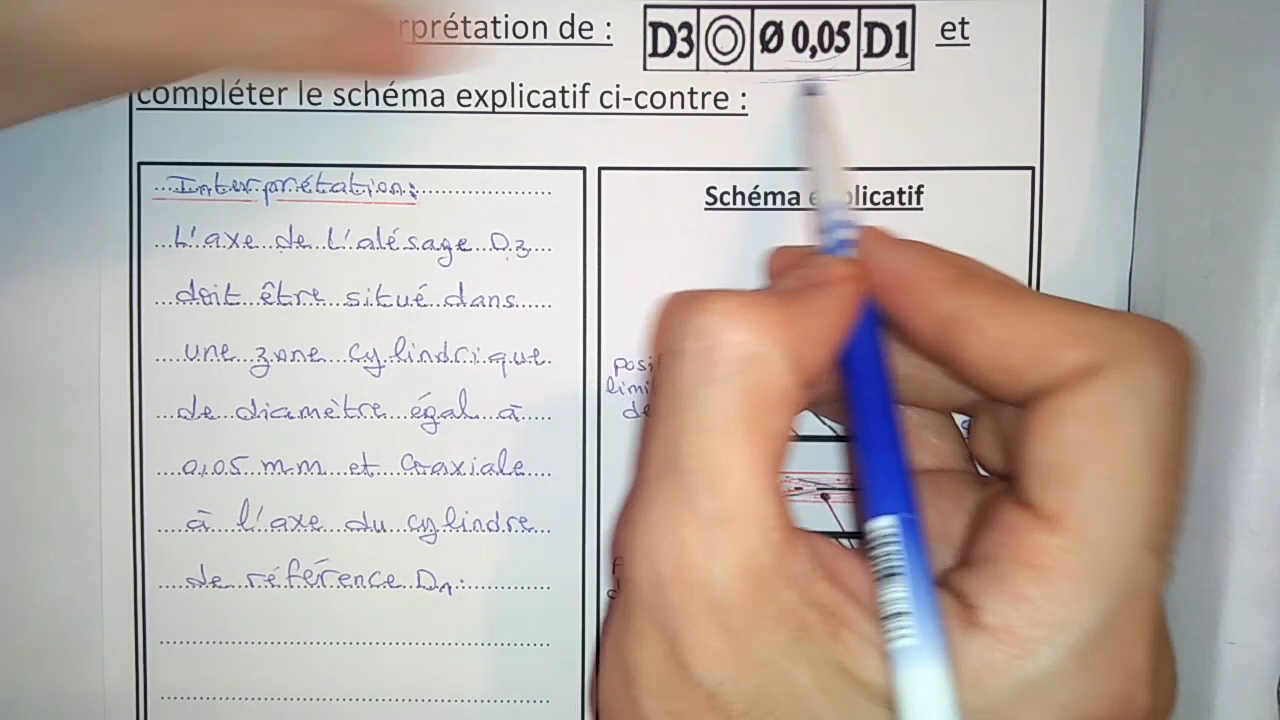 rprétation de : D3 ◎ Ø 0,05 D1 et
compléter le schéma explicatif ci-contre :
Interprétation:
L'axe de l'alésage D3
doit être situé dans
une zone cylindrique
de diamètre égal à
0,05 mm et coaxiale
à l'axe du cylindre
de référence D1.
Schéma e plicatif
posi
limi
de